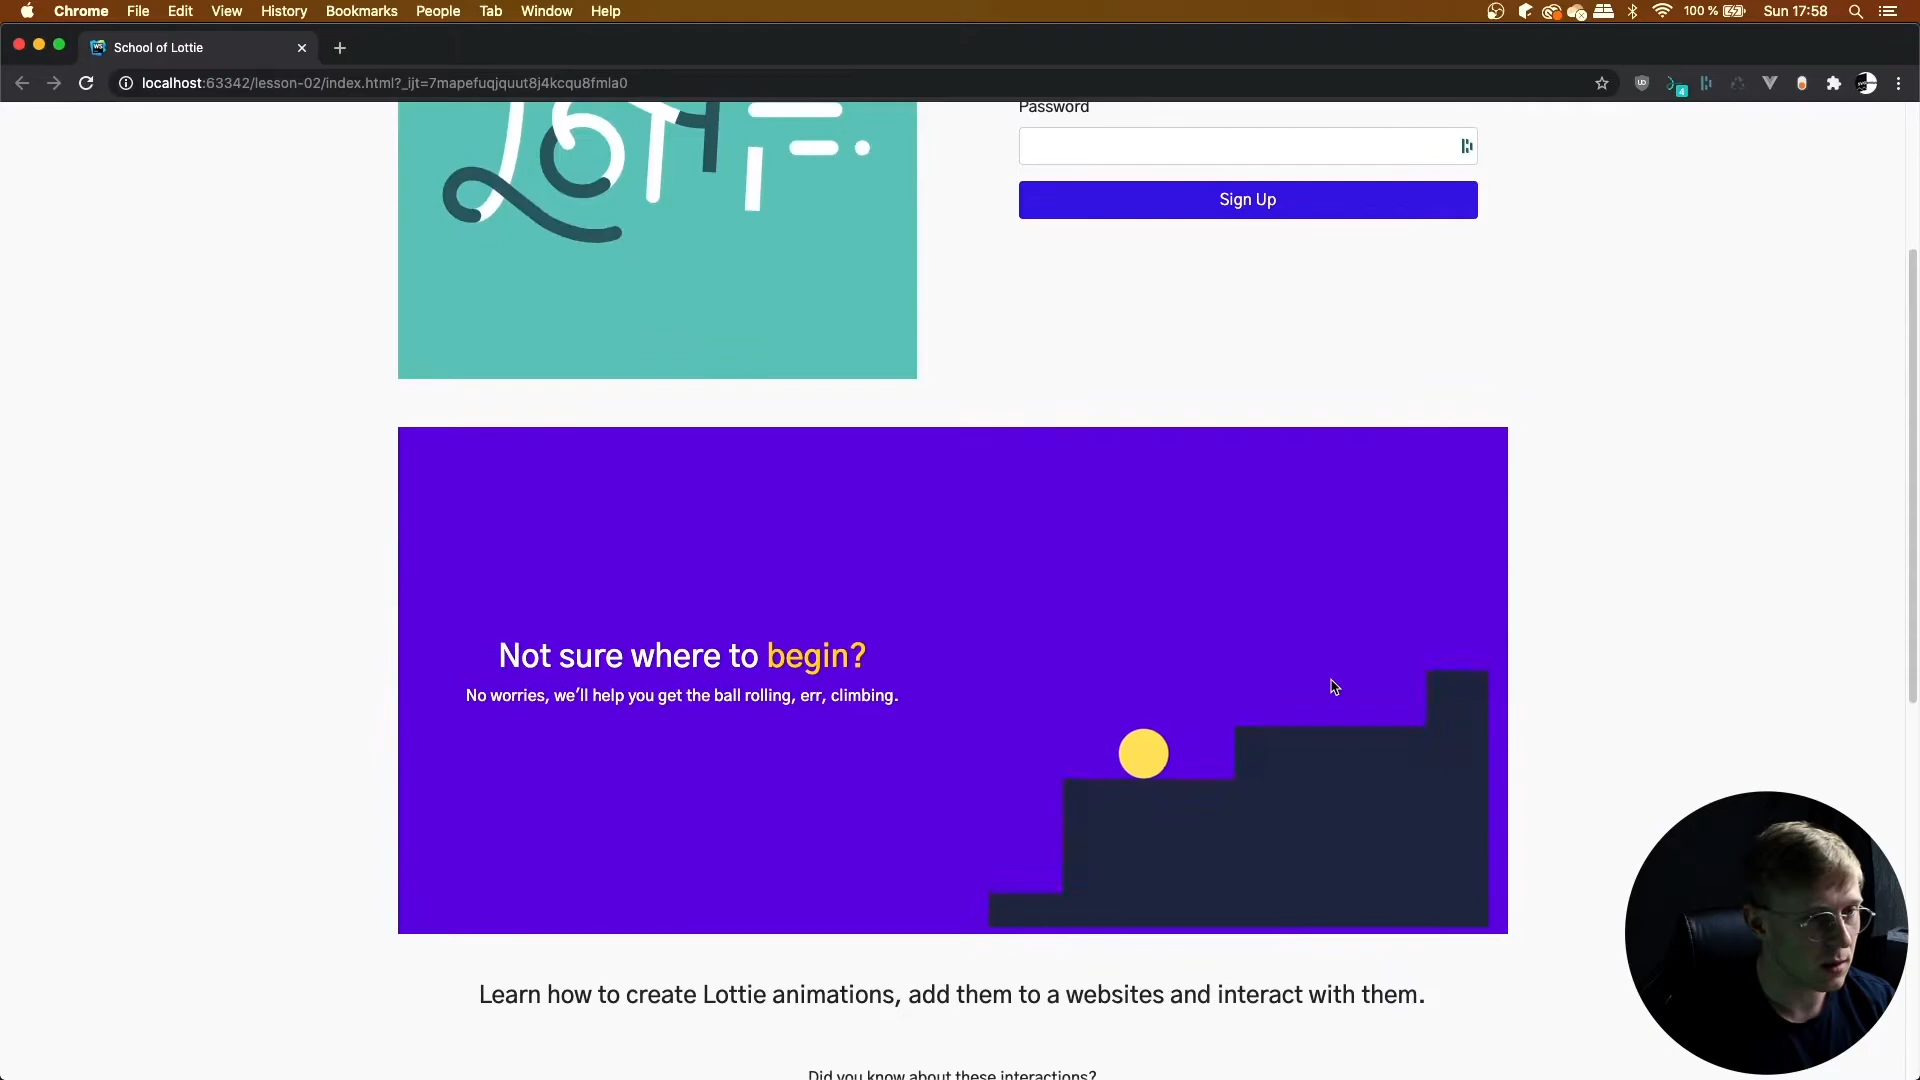 Chrome File Edit View History Bookmarks People Tab Window Help 100 % Sun 17:58
School of Lottie
localhost:63342/lesson-02/index.html?_ijt=7mapefuqjquut8j4kcqu8fmla0
4
LOTTIE
Password
Sign Up
Not sure where to begin?
No worries, we'll help you get the ball rolling, err, climbing.
Learn how to create Lottie animations, add them to a websites and interact with them.
Did you know about these interactions?